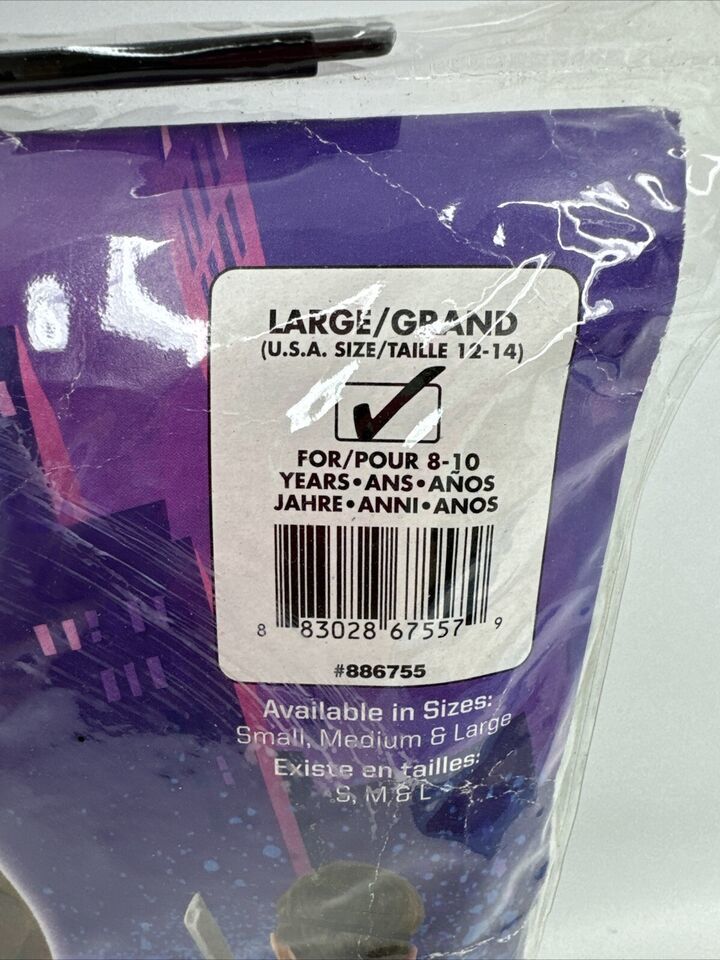 LARGE/GRAND
(U.S.A. SIZE/TAILLE 12-14)
FOR/POUR 8-10
YEARS•ANS•AÑOS
JAHRE•ANNI•ANOS
8 83028 67557 9
#886755
Available in Sizes:
Small, Medium & Large
Existe en tailles:
S, M & L